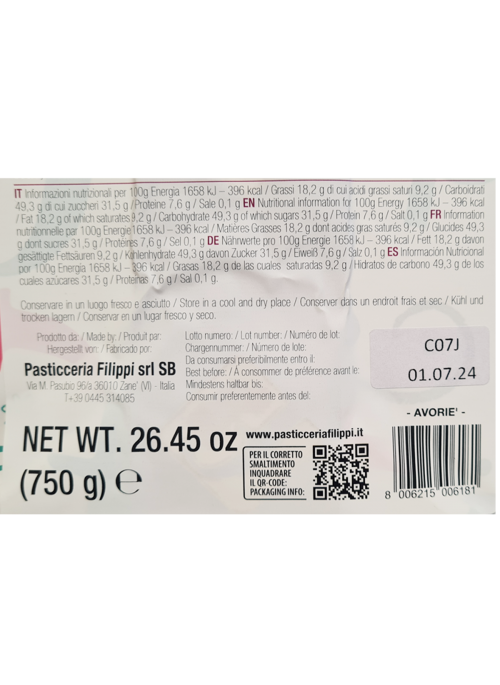 IT Informazioni nutrizionali per 100g Energia 1658 kJ – 396 kcal / Grassi 18,2 g di cui acidi grassi saturi 9,2 g / Carboidrati
49,3 g di cui zuccheri 31,5 g / Proteine 7,6 g / Sale 0,1 g EN Nutritional information for 100g Energy 1658 kJ – 396 kcal
/ Fat 18,2 g of which saturates 9,2 g / Carbohydrate 49,3 g of which sugars 31,5 g / Protein 7,6 g / Salt 0,1 g FR Information
nutritionnelle par 100g Energie 1658 kJ – 396 kcal / Matières Grasses 18,2 g dont acides gras saturés 9,2 g / Glucides 49,3
g dont sucres 31,5 g / Protéines 7,6 g / Sel 0,1 g DE Nährwerte pro 100g Energie 1658 kJ – 396 kcal / Fett 18,2 g davon
gesättigte Fettsäuren 9,2 g / Kohlenhydrate 49,3 g davon Zucker 31,5 g / Eiweiß 7,6 g / Salz 0,1 g ES Información Nutricional
por 100g Energia 1658 kJ – 396 kcal / Grasas 18,2 g de las cuales saturadas 9,2 g / Hidratos de carbono 49,3 g de los
cuales azúcares 31,5 g / Proteínas 7,6 g / Sal 0,1 g.
Conservare in un luogo fresco e asciutto / Store in a cool and dry place / Conserver dans un endroit frais et sec / Kühl und
trocken lagern / Conservar en un lugar fresco y seco.
Prodotto da: / Made by: / Produit par:
Hergestellt von: / Fabricado por:
Pasticceria Filippi srl SB
Via M. Pasubio 96/a 36010 Zane' (VI) - Italia
T+39 0445 314085
Lotto numero: / Lot number: / Numéro de lot:
Chargennummer: / Número de lote:
Da consumarsi preferibilmente entro il:
Best before: / À consommer de préférence avant le:
Mindestens haltbar bis:
Consumir preferentemente antes del:
C07J
01.07.24
- AVORIE' -
NET WT. 26.45 oz
(750 g) ℮
www.pasticceriafilippi.it
PER IL CORRETTO
SMALTIMENTO
INQUADRARE
IL QR-CODE:
PACKAGING INFO:
8 006215 006181